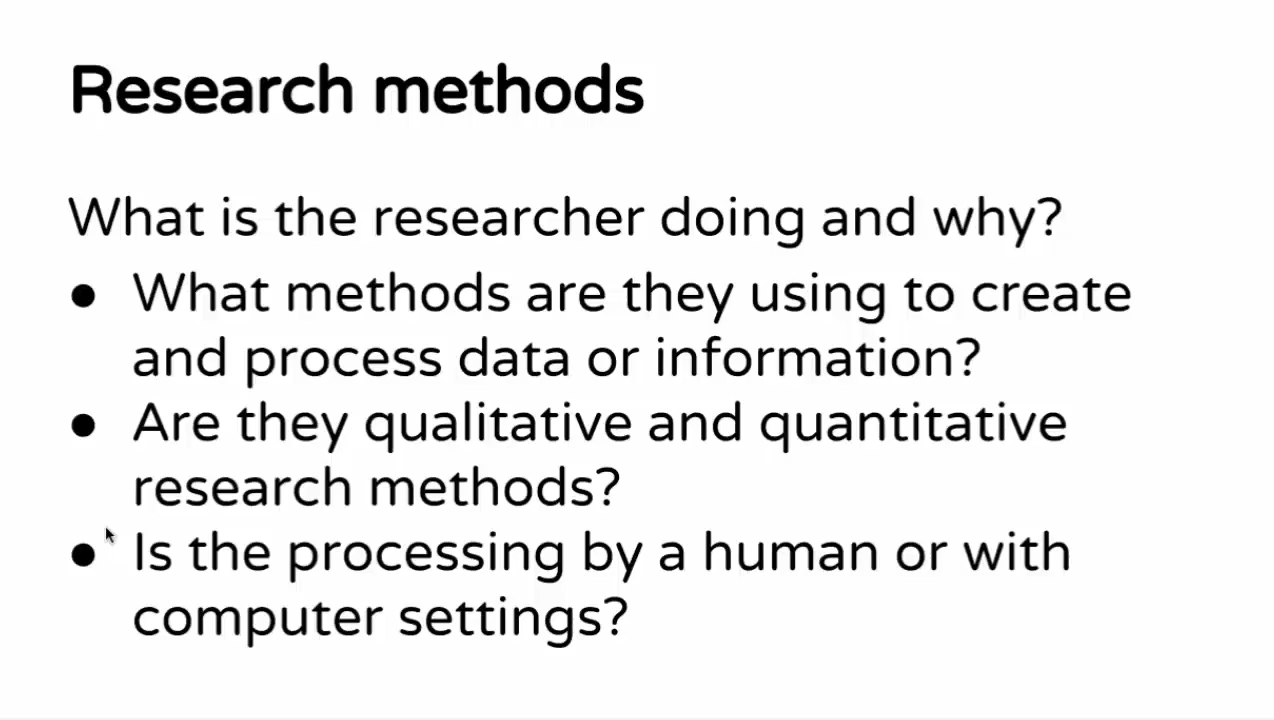 Research methods
What is the researcher doing and why?
● What methods are they using to create
and process data or information?
● Are they qualitative and quantitative
research methods?
● Is the processing by a human or with
computer settings?